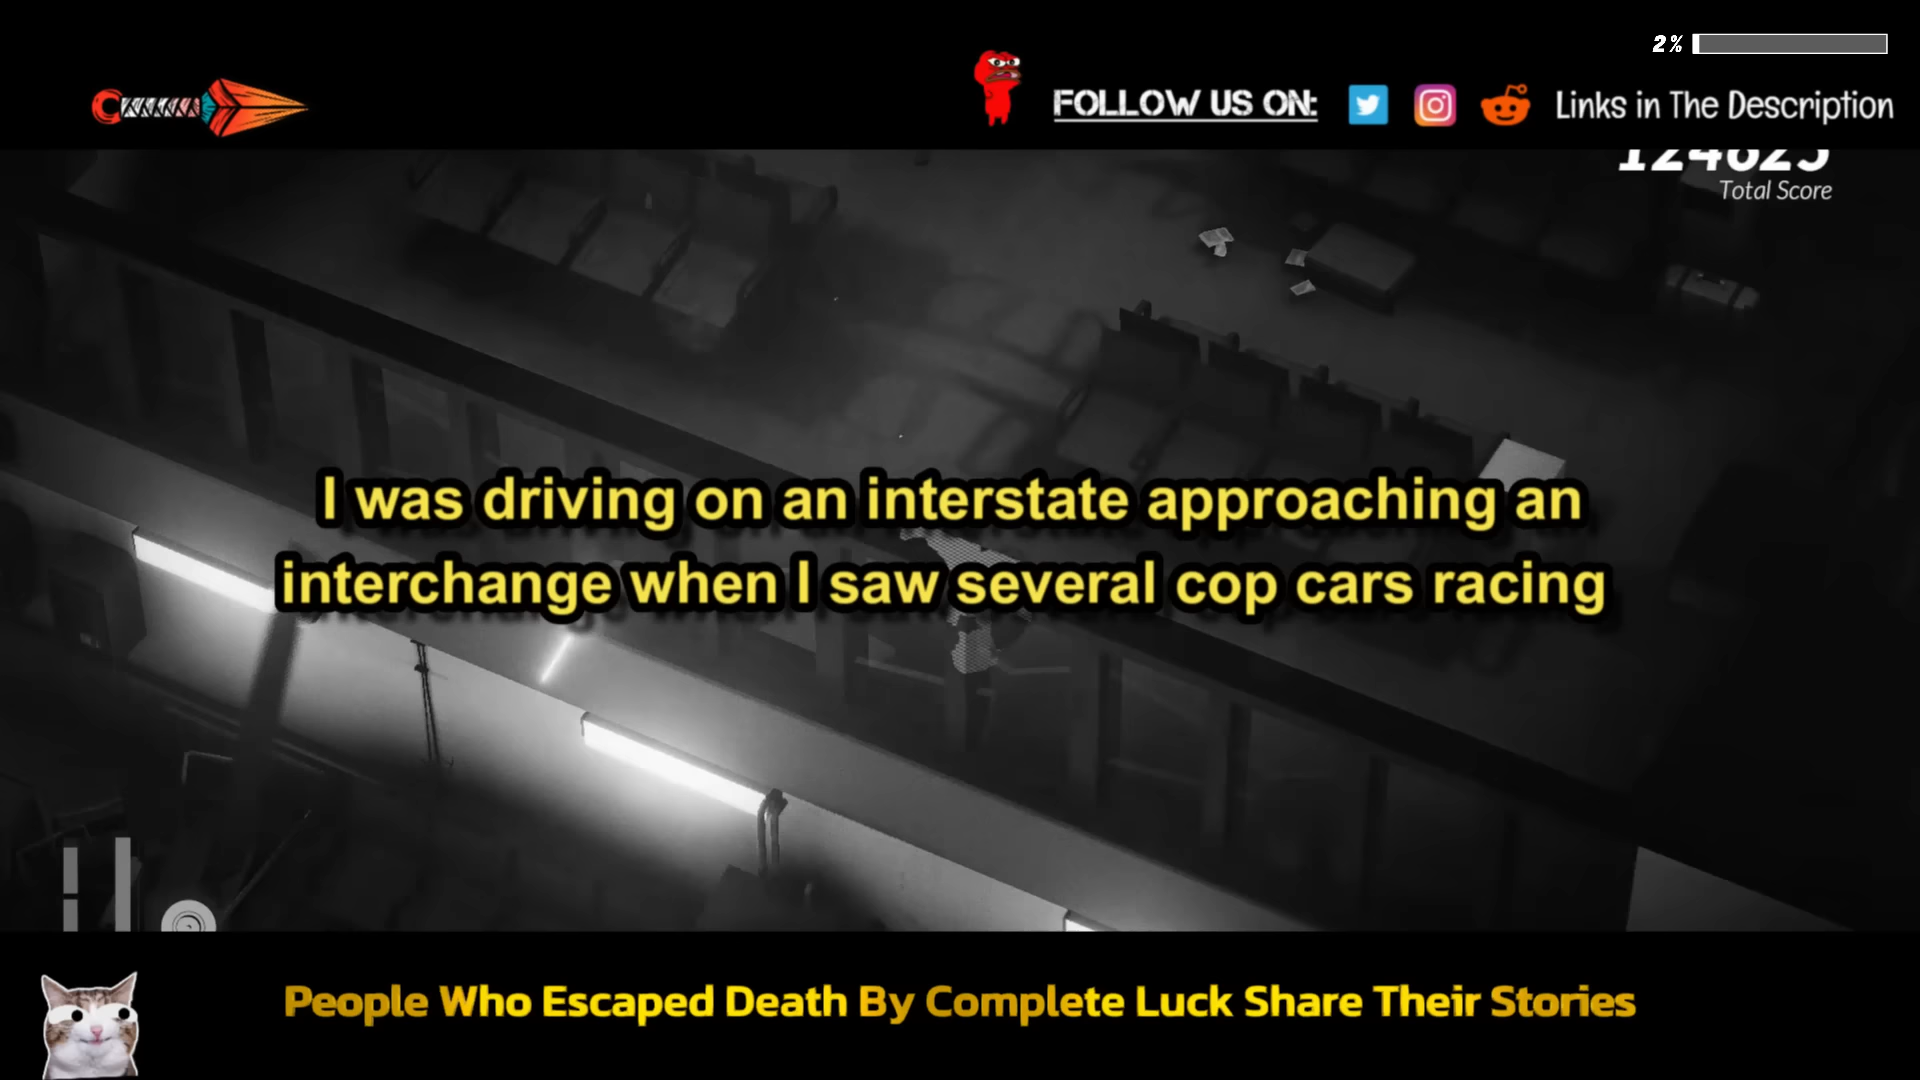 2%
FOLLOW US ON:
Links in The Description
Total Score
I was driving on an interstate approaching an
interchange when I saw several cop cars racing
People Who Escaped Death By Complete Luck Share Their Stories